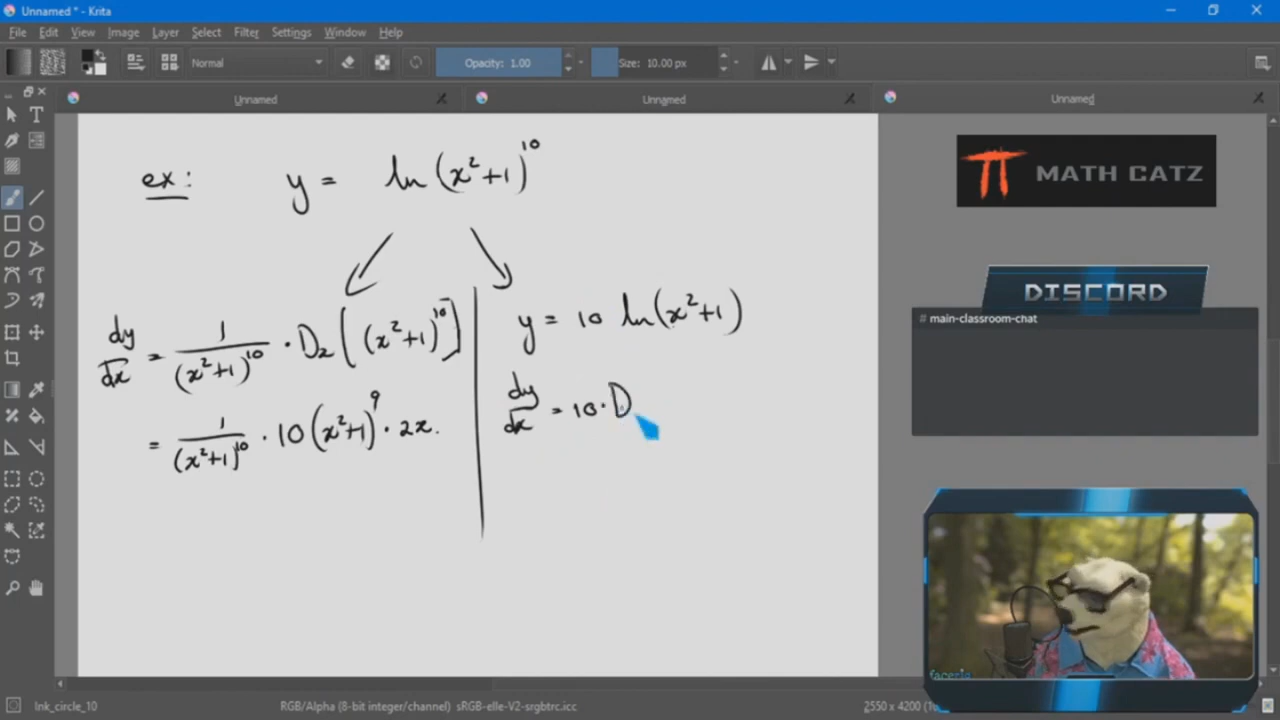 Unnamed * - Krita
File Edit View Image Layer Select Filter Settings Window Help
Normal Opacity: 1.00 Size: 10.00 px
Unnamed Unnamed Unnamed
ex: y = ln(x²+1)¹⁰
MATH CATZ
DISCORD
# main-classroom-chat
dy/dx = 1/(x²+1)¹⁰ · Dx[(x²+1)¹⁰]
= 1/(x²+1)¹⁰ · 10(x²+1)⁹ · 2x.
y = 10 ln(x²+1)
dy/dx = 10 · D
facerig
Ink_circle_10 RGB/Alpha (8-bit integer/channel) sRGB-elle-V2-srgbtrc.icc 2550 x 4200